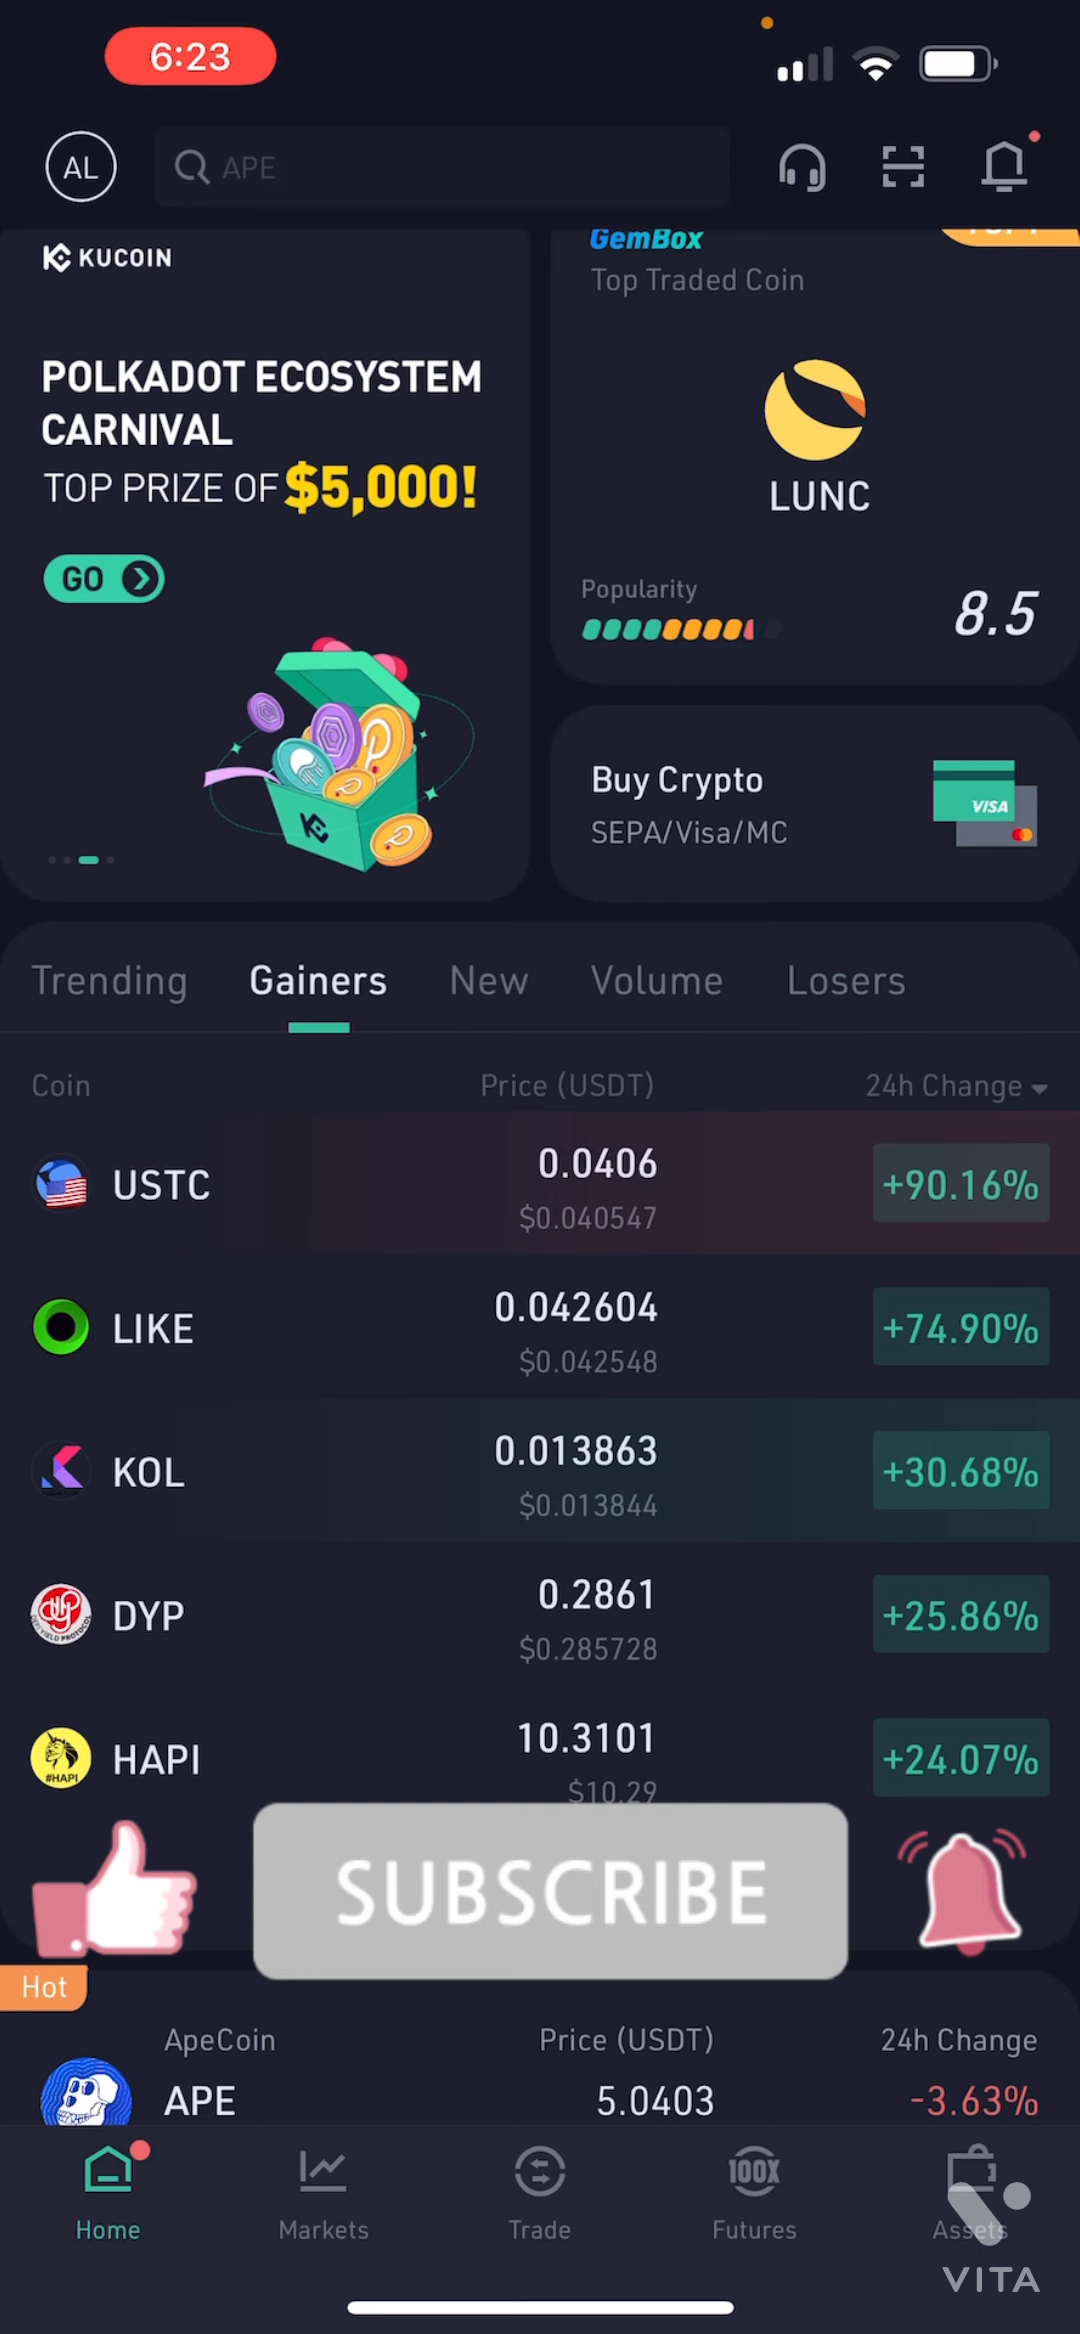 6:23
AL
APE
KUCOIN
POLKADOT ECOSYSTEM
CARNIVAL
TOP PRIZE OF $5,000!
GO
GemBox
Top Traded Coin
LUNC
Popularity
8.5
Buy Crypto
SEPA/Visa/MC
VISA
Trending Gainers New Volume Losers
Coin Price (USDT) 24h Change
USTC 0.0406 +90.16%
$0.040547
LIKE 0.042604 +74.90%
$0.042548
KOL 0.013863 +30.68%
$0.013844
DYP 0.2861 +25.86%
$0.285728
#HAPI
HAPI 10.3101 +24.07%
$10.29
SUBSCRIBE
Hot
ApeCoin Price (USDT) 24h Change
APE 5.0403 -3.63%
100X
Home Markets Trade Futures Assets
VITA